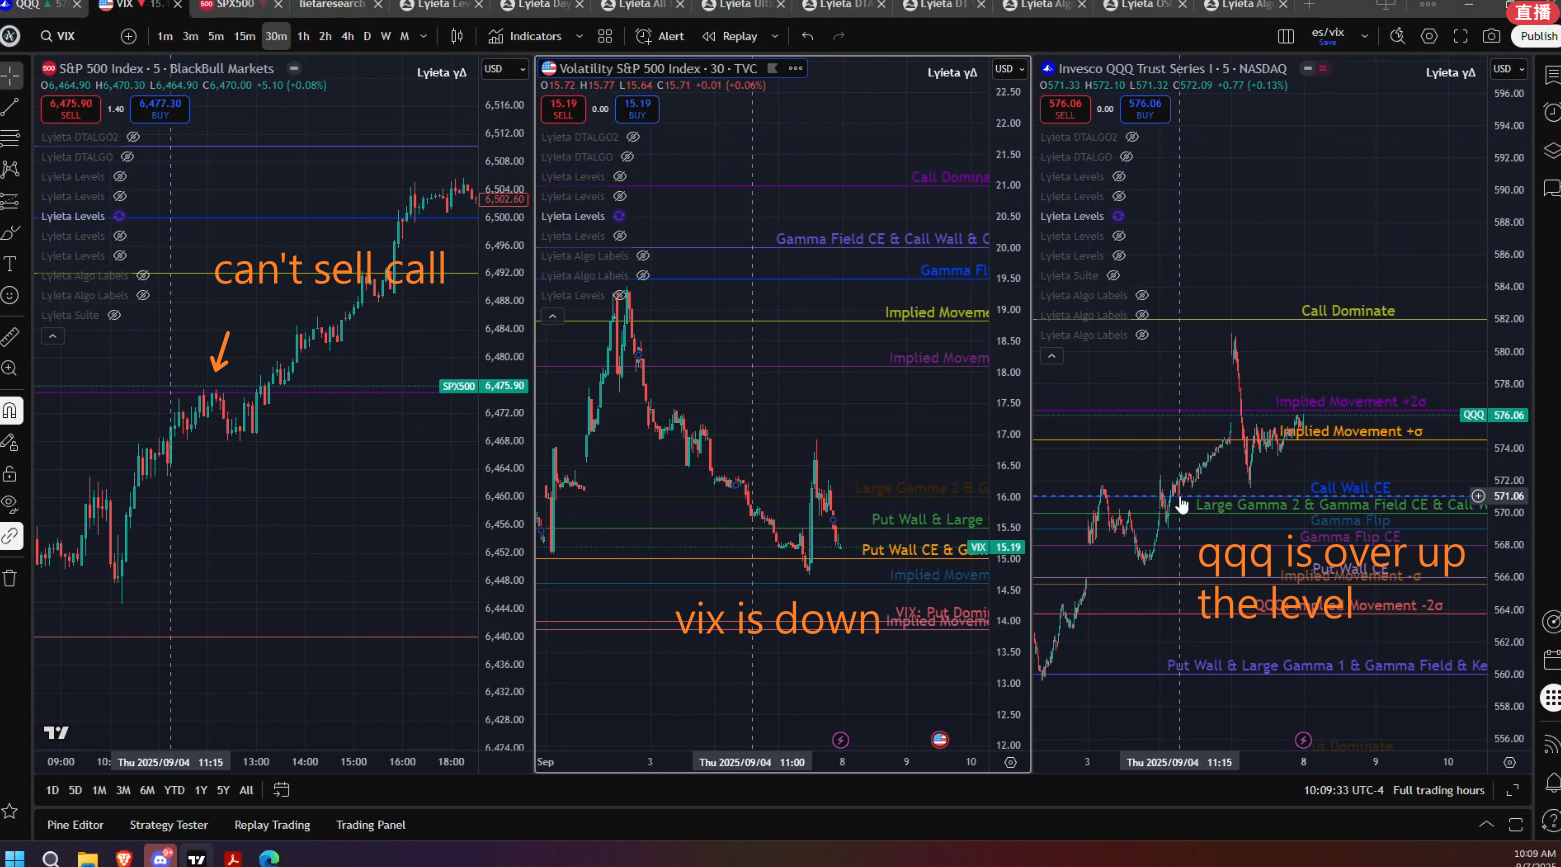 QQQ ▲ 57
VIX ▼ 15.1
SPX500
lietaresearch
Lyieta Lev
Lyieta Day
Lyieta All I
Lyieta Ulti
Lyieta DTA
Lyieta DT
Lyieta Algo
Lyieta OSC
Lyieta Algo
直播
VIX
1m 3m 5m 15m 30m 1h 2h 4h D W M
Indicators
Alert
Replay
es/vix
Save
Publish
S&P 500 Index · 5 · BlackBull Markets
Lyieta γΔ
USD
O6,464.90 H6,470.30 L6,464.90 C6,470.00 +5.10 (+0.08%)
6,475.90
SELL
1.40
6,477.30
BUY
Lyieta DTALGO2
Lyieta DTALGO
Lyieta Levels
Lyieta Levels
Lyieta Levels
Lyieta Levels
Lyieta Levels
Lyieta Algo Labels
Lyieta Algo Labels
Lyieta Suite
can't sell call
6,516.00
6,512.00
6,508.00
6,504.00
6,502.60
6,500.00
6,496.00
6,492.00
6,488.00
6,484.00
6,480.00
SPX500 6,475.90
6,472.00
6,468.00
6,464.00
6,460.00
6,456.00
6,452.00
6,448.00
6,444.00
6,440.00
6,436.00
6,432.00
6,428.00
6,424.00
09:00
10:
Thu 2025/09/04 11:15
13:00
14:00
15:00
16:00
18:00
Volatility S&P 500 Index · 30 · TVC
Lyieta γΔ
USD
O15.72 H15.77 L15.64 C15.71 +0.01 (+0.06%)
15.19
SELL
0.00
15.19
BUY
Lyieta DTALGO2
Lyieta DTALGO
Lyieta Levels
Lyieta Levels
Lyieta Levels
Lyieta Levels
Lyieta Algo Labels
Lyieta Algo Labels
Lyieta Levels
Call Domina
Gamma Field CE & Call Wall & C
Gamma Fl
Implied Moveme
Implied Movem
Large Gamma 2 & G
Put Wall & Large
Put Wall CE & G
Implied Movem
VIX: Put Domi
Implied Movem
vix is down
22.50
22.00
21.50
21.00
20.50
20.00
19.50
19.00
18.50
18.00
17.50
17.00
16.50
16.00
15.50
VIX 15.19
15.00
14.50
14.00
13.50
13.00
12.50
12.00
Sep
3
Thu 2025/09/04 11:00
8
9
10
Invesco QQQ Trust Series I · 5 · NASDAQ
Lyieta γΔ
USD
O571.33 H572.10 L571.32 C572.09 +0.77 (+0.13%)
576.06
SELL
0.00
576.06
BUY
Lyieta DTALGO2
Lyieta DTALGO
Lyieta Levels
Lyieta Levels
Lyieta Levels
Lyieta Levels
Lyieta Levels
Lyieta Suite
Lyieta Algo Labels
Lyieta Algo Labels
Lyieta Algo Labels
Call Dominate
Implied Movement +2σ
Implied Movement +σ
Call Wall CE
Large Gamma 2 & Gamma Field CE & Call W
Gamma Flip
Gamma Flip CE
Put Wall CE
Implied Movement -σ
QQQ: Implied Movement -2σ
Put Wall & Large Gamma 1 & Gamma Field & Ke
ut Dominate
qqq is over up
the level
596.00
594.00
592.00
590.00
588.00
586.00
584.00
582.00
580.00
578.00
QQQ 576.06
574.00
572.00
571.06
570.00
568.00
566.00
564.00
562.00
560.00
558.00
556.00
3
Thu 2025/09/04 11:15
8
9
10
1D 5D 1M 3M 6M YTD 1Y 5Y All
10:09:33 UTC-4
Full trading hours
Pine Editor
Strategy Tester
Replay Trading
Trading Panel
10:09 AM